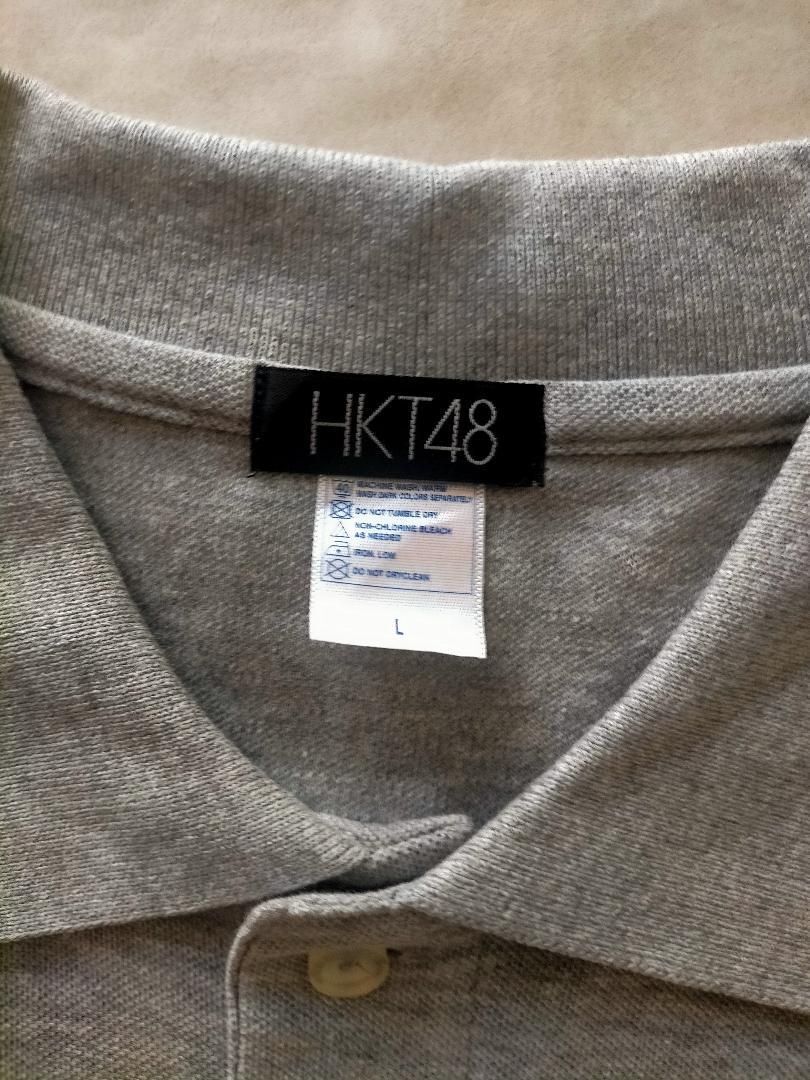 HKT48
40
MACHINE WASH, WARM
WASH DARK COLORS SEPARATELY
DO NOT TUMBLE DRY
NON-CHLORINE BLEACH
AS NEEDED
IRON, LOW
DO NOT DRYCLEAN
L